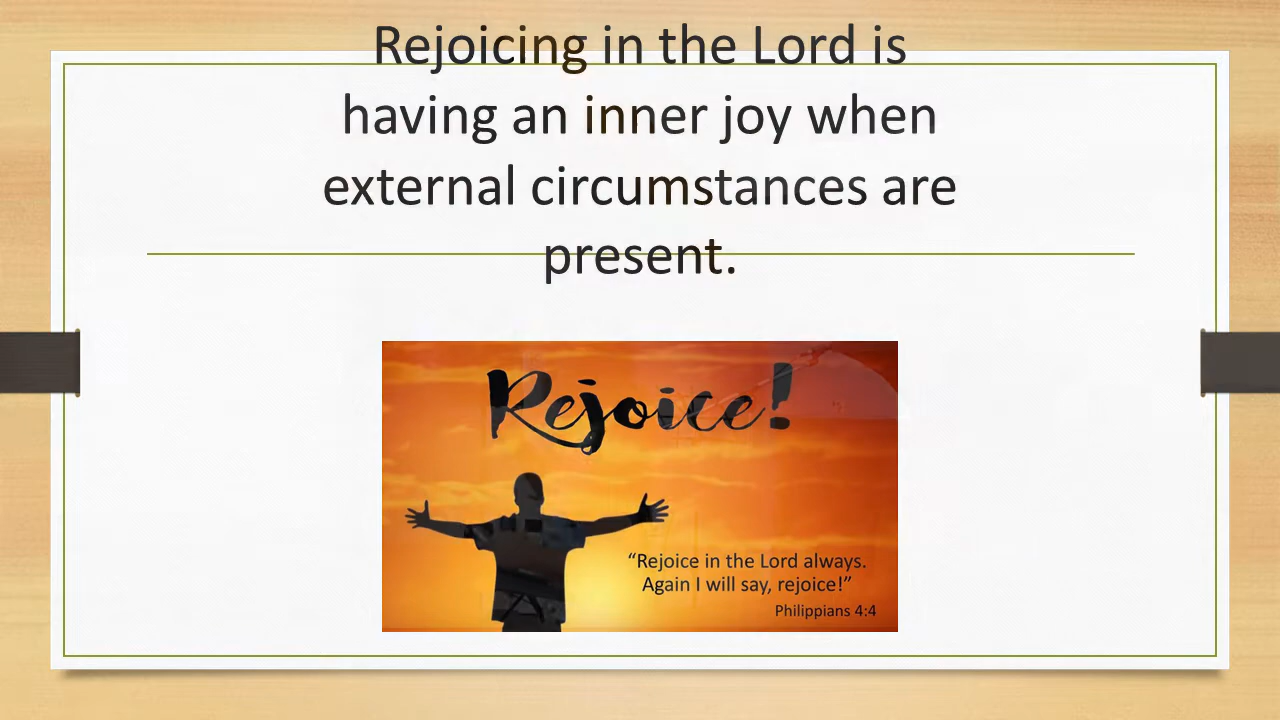 Rejoicing in the Lord is
having an inner joy when
external circumstances are
present.
Rejoice!
“Rejoice in the Lord always.
Again I will say, rejoice!”
Philippians 4:4